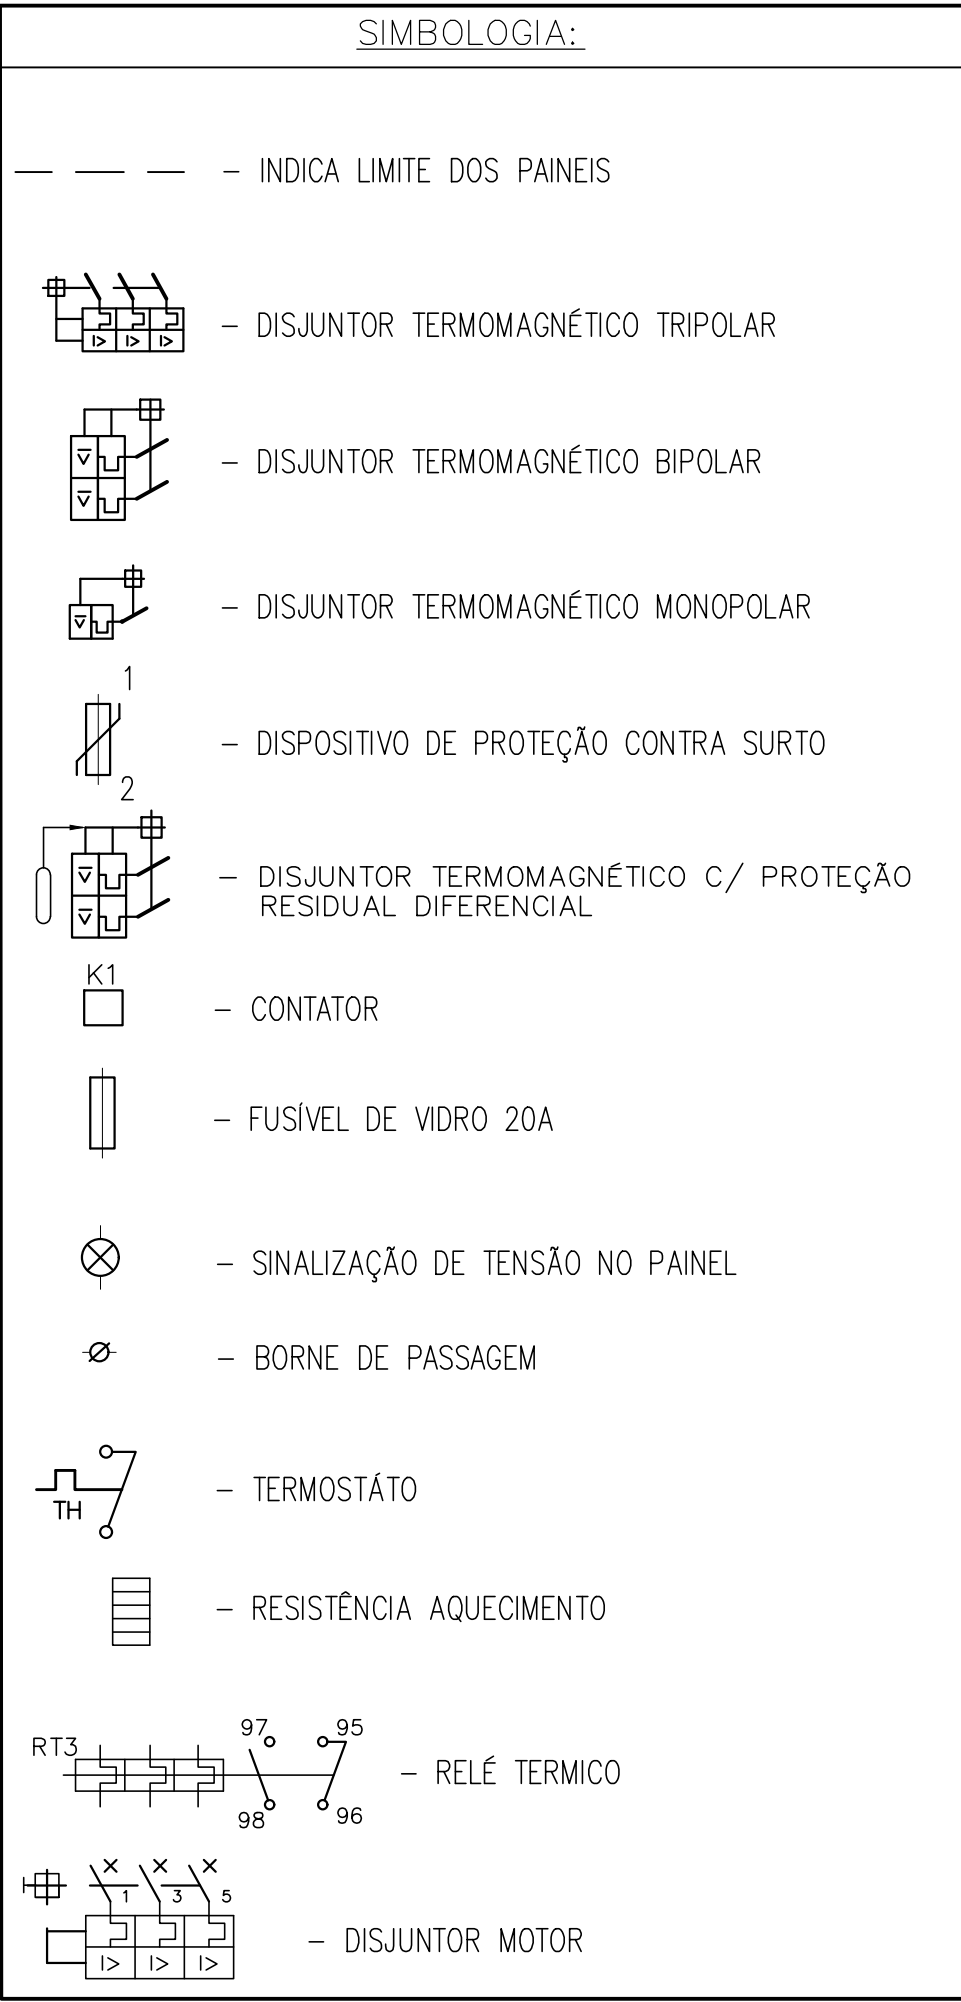 SIMBOLOGIA:
– INDICA LIMITE DOS PAINEIS
I> I> I>
– DISJUNTOR TERMOMAGNÉTICO TRIPOLAR
I>
I>
– DISJUNTOR TERMOMAGNÉTICO BIPOLAR
I>
– DISJUNTOR TERMOMAGNÉTICO MONOPOLAR
1
– DISPOSITIVO DE PROTEÇÃO CONTRA SURTO
2
I>
I>
– DISJUNTOR TERMOMAGNÉTICO C/ PROTEÇÃO
RESIDUAL DIFERENCIAL
K1
– CONTATOR
– FUSÍVEL DE VIDRO 20A
– SINALIZAÇÃO DE TENSÃO NO PAINEL
– BORNE DE PASSAGEM
TH
– TERMOSTÁTO
– RESISTÊNCIA AQUECIMENTO
RT3
97 95
98 96
– RELÉ TERMICO
1 3 5
I> I> I>
– DISJUNTOR MOTOR